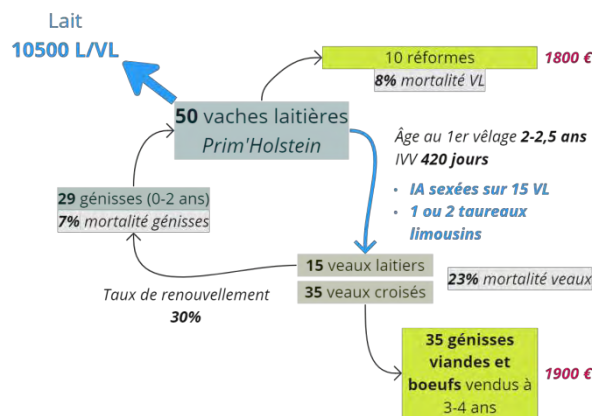 Lait
10500 L/VL
10 réformes
1800 €
8% mortalité VL
50 vaches laitières
Prim'Holstein
Âge au 1er vêlage 2-2,5 ans
IVV 420 jours
• IA sexées sur 15 VL
• 1 ou 2 taureaux
limousins
29 génisses (0-2 ans)
7% mortalité génisses
15 veaux laitiers
35 veaux croisés
23% mortalité veaux
Taux de renouvellement
30%
35 génisses
viandes et
boeufs vendus à
3-4 ans
1900 €